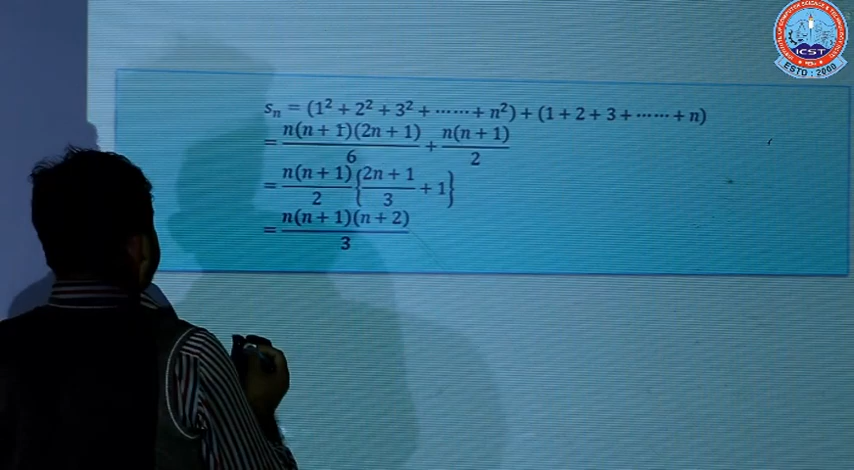 sₙ = (1² + 2² + 3² + ⋯⋯ + n²) + (1 + 2 + 3 + ⋯⋯ + n)
= n(n + 1)(2n + 1)/6 + n(n + 1)/2
= n(n + 1)/2 {(2n + 1)/3 + 1}
= n(n + 1)(n + 2)/3
ICST
ESTD : 2000